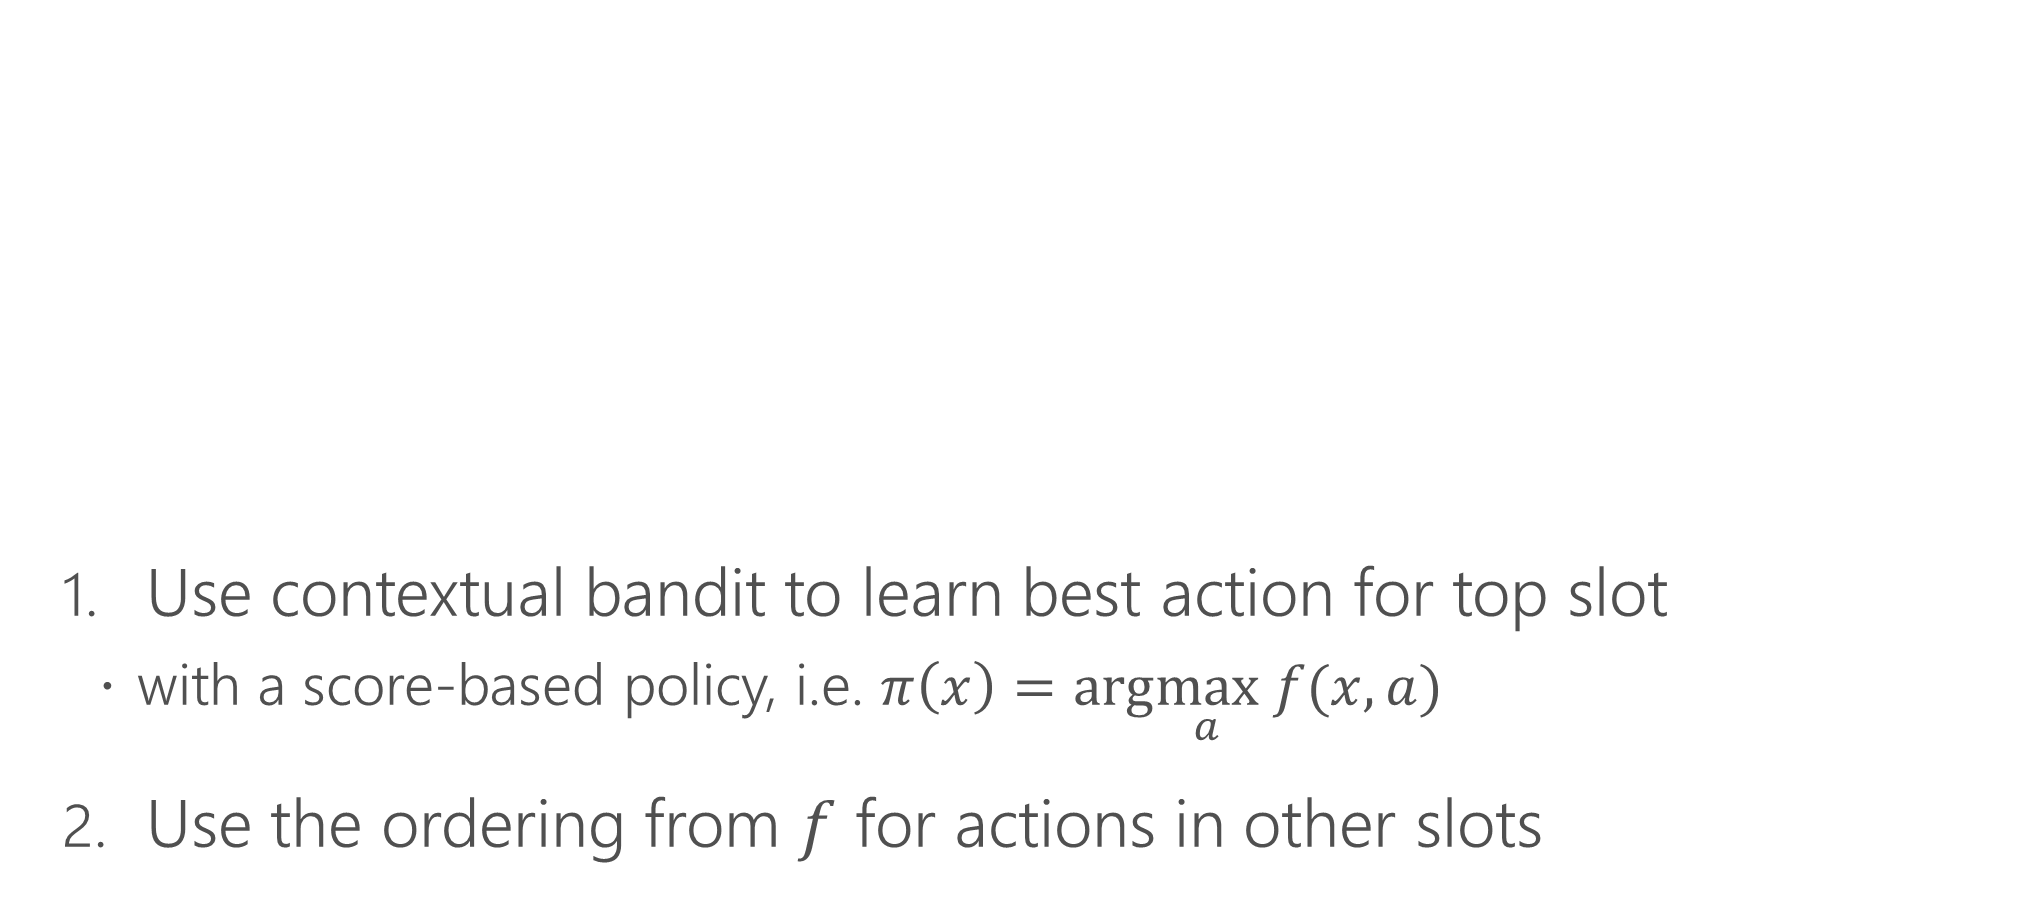 1. Use contextual bandit to learn best action for top slot
· with a score-based policy, i.e. π(x) = argmax f(x, a)
a
2. Use the ordering from f for actions in other slots